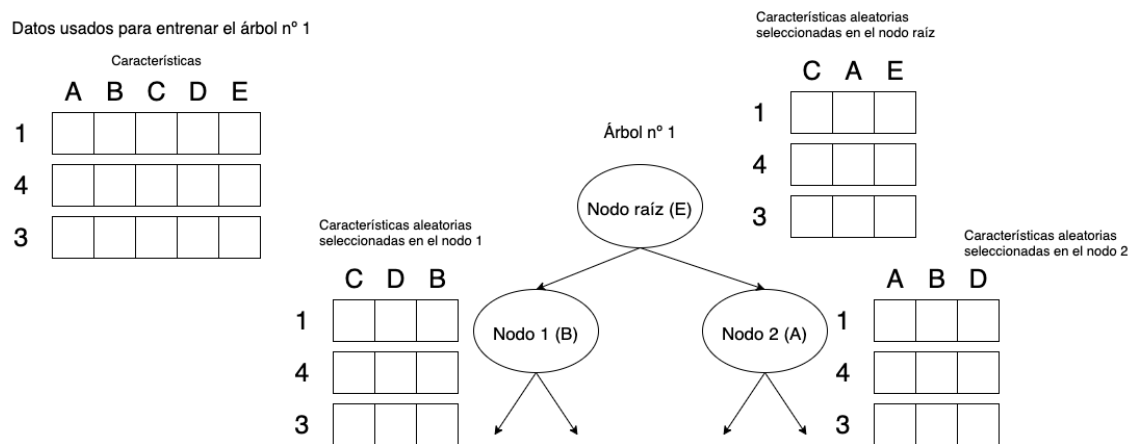 Datos usados para entrenar el árbol nº 1
Características
A B C D E
1
4
3
Características aleatorias
seleccionadas en el nodo raíz
C A E
1
4
3
Árbol nº 1
Nodo raíz (E)
Características aleatorias
seleccionadas en el nodo 1
C D B
1
4
3
Nodo 1 (B)
Nodo 2 (A)
Características aleatorias
seleccionadas en el nodo 2
A B D
1
4
3